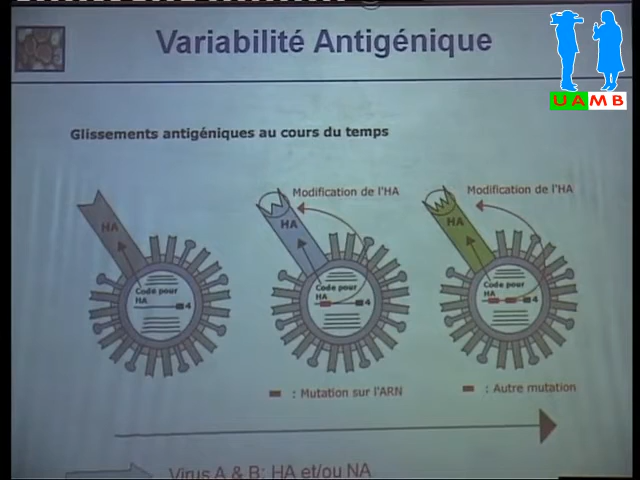 Variabilité Antigénique
UAMB
Glissements antigéniques au cours du temps
Modification de l'HA
Modification de l'HA
HA
HA
HA
Code pour
HA
4
Code pour
HA
4
Code pour
HA
4
: Mutation sur l'ARN
: Autre mutation
Virus A & B: HA et/ou NA